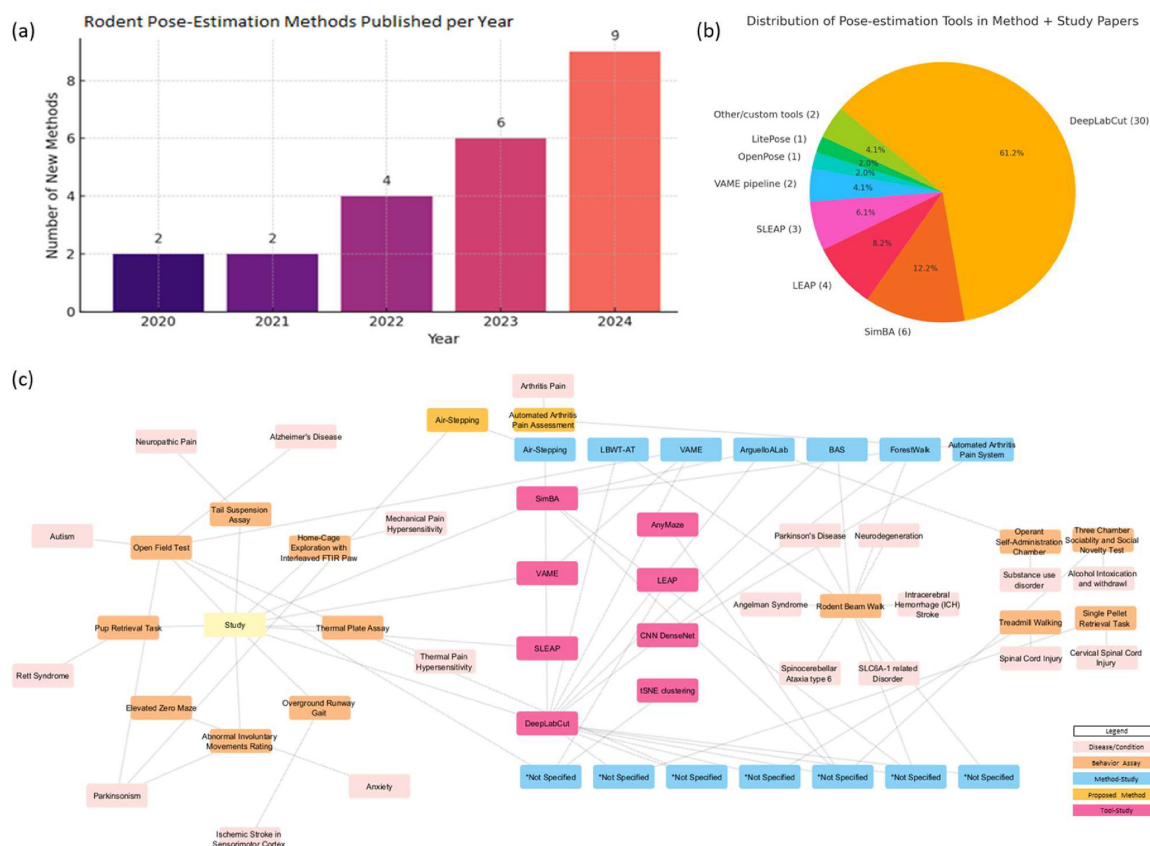 (a)
Rodent Pose-Estimation Methods Published per Year
Number of New Methods
0
2
4
6
8
2
2
4
6
9
2020
2021
2022
2023
2024
Year
(b)
Distribution of Pose-estimation Tools in Method + Study Papers
DeepLabCut (30)
61.2%
Other/custom tools (2)
4.1%
LitePose (1)
2.0%
OpenPose (1)
2.0%
VAME pipeline (2)
4.1%
SLEAP (3)
6.1%
LEAP (4)
8.2%
SimBA (6)
12.2%
(c)
Arthritis Pain
Air-Stepping
Automated Arthritis
Pain Assessment
Neuropathic Pain
Alzheimer's Disease
Air-Stepping
LBWT-AT
VAME
ArguelloALab
BAS
ForestWalk
Automated Arthritis
Pain System
Tail Suspension
Assay
SimBA
Mechanical Pain
Hypersensitivity
AnyMaze
Autism
Open Field Test
Home-Cage
Exploration with
Interleaved FTIR Paw
Parkinson's Disease
Neurodegeneration
Operant
Self-Administration
Chamber
Three Chamber
Sociablity and Social
Novelty Test
VAME
LEAP
Substance use
disorder
Alcohol Intoxication
and withdrawl
Angelman Syndrome
Rodent Beam Walk
Intracerebral
Hemorrhage (ICH)
Stroke
Pup Retrieval Task
Study
Thermal Plate Assay
CNN DenseNet
Treadmill Walking
Single Pellet
Retrieval Task
SLEAP
Thermal Pain
Hypersensitivity
Spinal Cord Injury
Cervical Spinal Cord
Injury
Rett Syndrome
Spinocerebellar
Ataxia type 6
SLC6A-1 related
Disorder
tSNE clustering
Elevated Zero Maze
Overground Runway
Gait
DeepLabCut
Abnormal Involuntary
Movements Rating
*Not Specified
*Not Specified
*Not Specified
*Not Specified
*Not Specified
*Not Specified
*Not Specified
Parkinsonism
Anxiety
Ischemic Stroke in
Sensorimotor Cortex
Legend
Disease/Condition
Behavior Assay
Method-Study
Proposed Method
Tool-Study